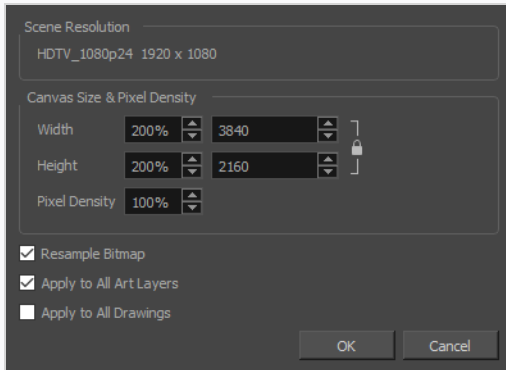 Scene Resolution
HDTV_1080p24 1920 x 1080
Canvas Size & Pixel Density
Width 200% 3840
Height 200% 2160
Pixel Density 100%
Resample Bitmap
Apply to All Art Layers
Apply to All Drawings
OK Cancel